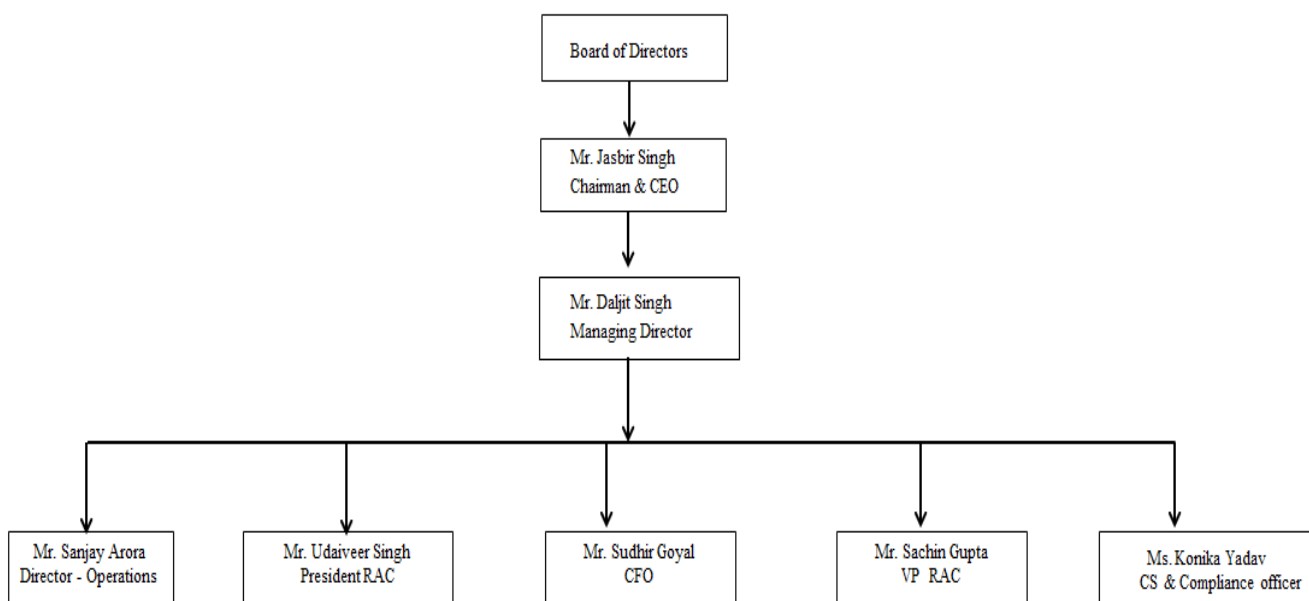 Board of Directors
Mr. Jasbir Singh
Chairman & CEO
Mr. Daljit Singh
Managing Director
Mr. Sanjay Arora
Director - Operations
Mr. Udaiveer Singh
President RAC
Mr. Sudhir Goyal
CFO
Mr. Sachin Gupta
VP RAC
Ms. Konika Yadav
CS & Compliance officer